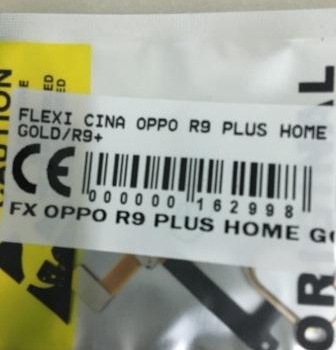 FLEXI CINA OPPO R9 PLUS HOME
GOLD/R9+
CE
000000 162998
FX OPPO R9 PLUS HOME